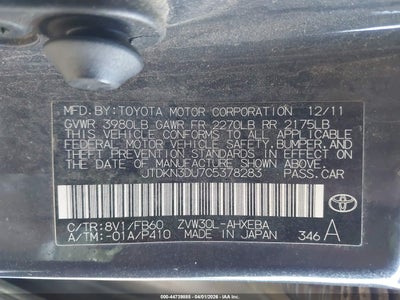 MFD. BY: TOYOTA MOTOR CORPORATION 12/11
GVWR 3980LB GAWR FR 2270LB RR 2175LB
THIS VEHICLE CONFORMS TO ALL APPLICABLE
FEDERAL MOTOR VEHICLE SAFETY, BUMPER, AND
THEFT PREVENTION STANDARDS IN EFFECT ON
THE DATE OF MANUFACTURE SHOWN ABOVE.
JTDKN3DU7C5378283 PASS.CAR
C/TR: 8V1/FB60 ZVW30L-AHXEBA
A/TM: -01A/P410 MADE IN JAPAN 346 A
TOYOTA
000-44739885 - 04/01/2026 - 00000